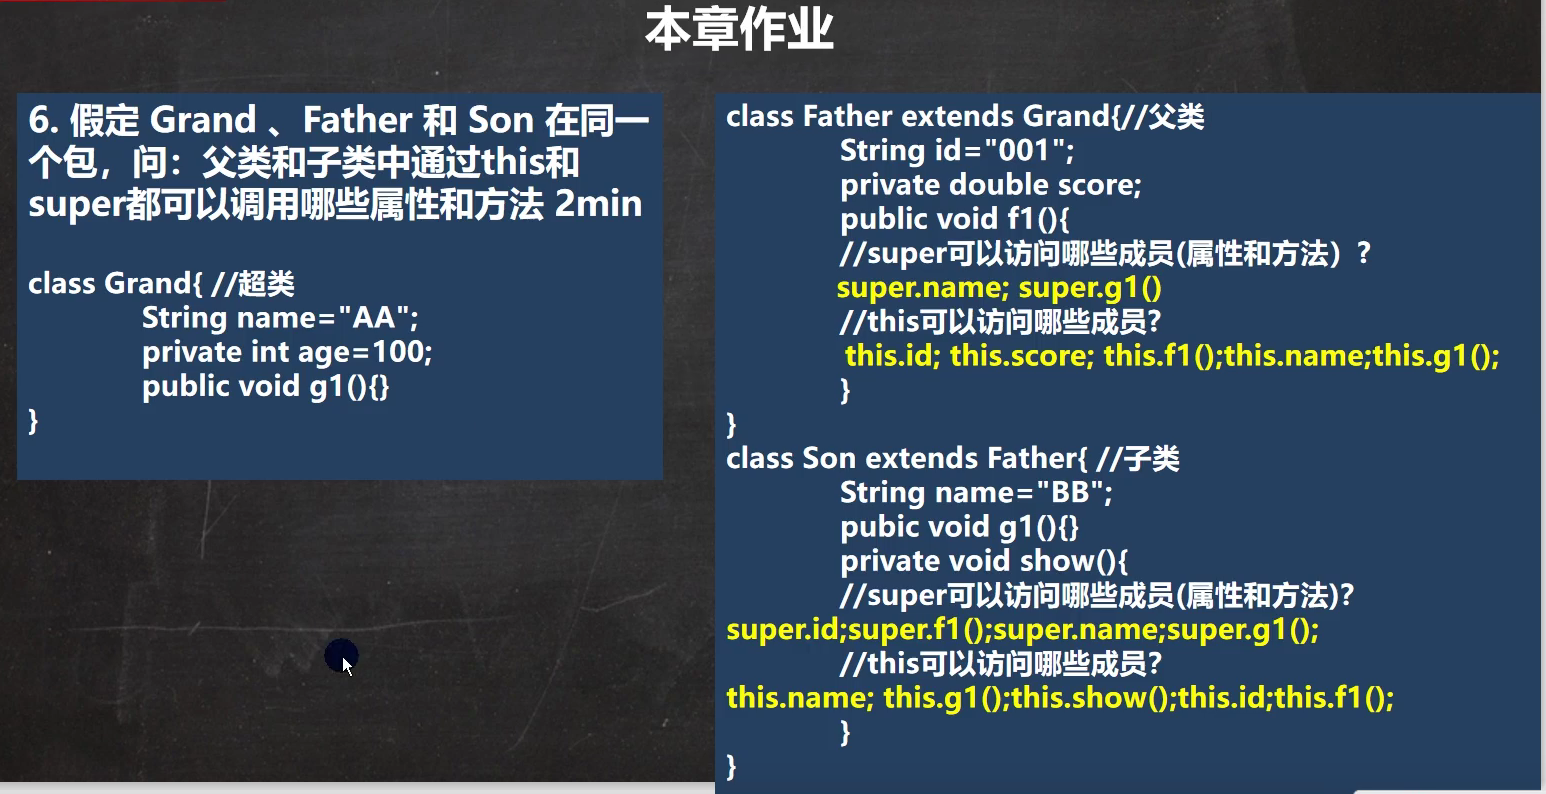 本章作业
6. 假定 Grand 、Father 和 Son 在同一
个包，问：父类和子类中通过this和
super都可以调用哪些属性和方法 2min
class Grand{ //超类
String name="AA";
private int age=100;
public void g1(){}
}
class Father extends Grand{//父类
String id="001";
private double score;
public void f1(){
//super可以访问哪些成员(属性和方法）?
super.name; super.g1()
//this可以访问哪些成员?
this.id; this.score; this.f1();this.name;this.g1();
}
}
class Son extends Father{ //子类
String name="BB";
pubic void g1(){}
private void show(){
//super可以访问哪些成员(属性和方法)?
super.id;super.f1();super.name;super.g1();
//this可以访问哪些成员?
this.name; this.g1();this.show();this.id;this.f1();
}
}